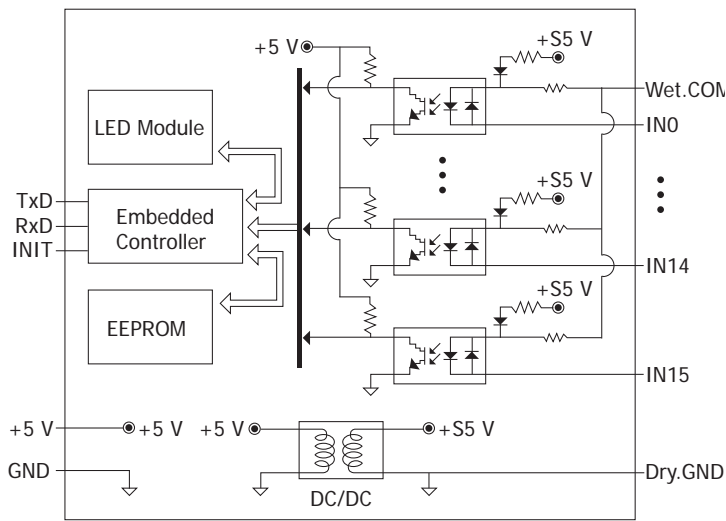 +5 V
+S5 V
Wet.COM
IN0
LED Module
TxD
RxD
INIT
Embedded
Controller
+S5 V
IN14
EEPROM
+S5 V
IN15
+5 V
+5 V
+5 V
+S5 V
GND
DC/DC
Dry.GND